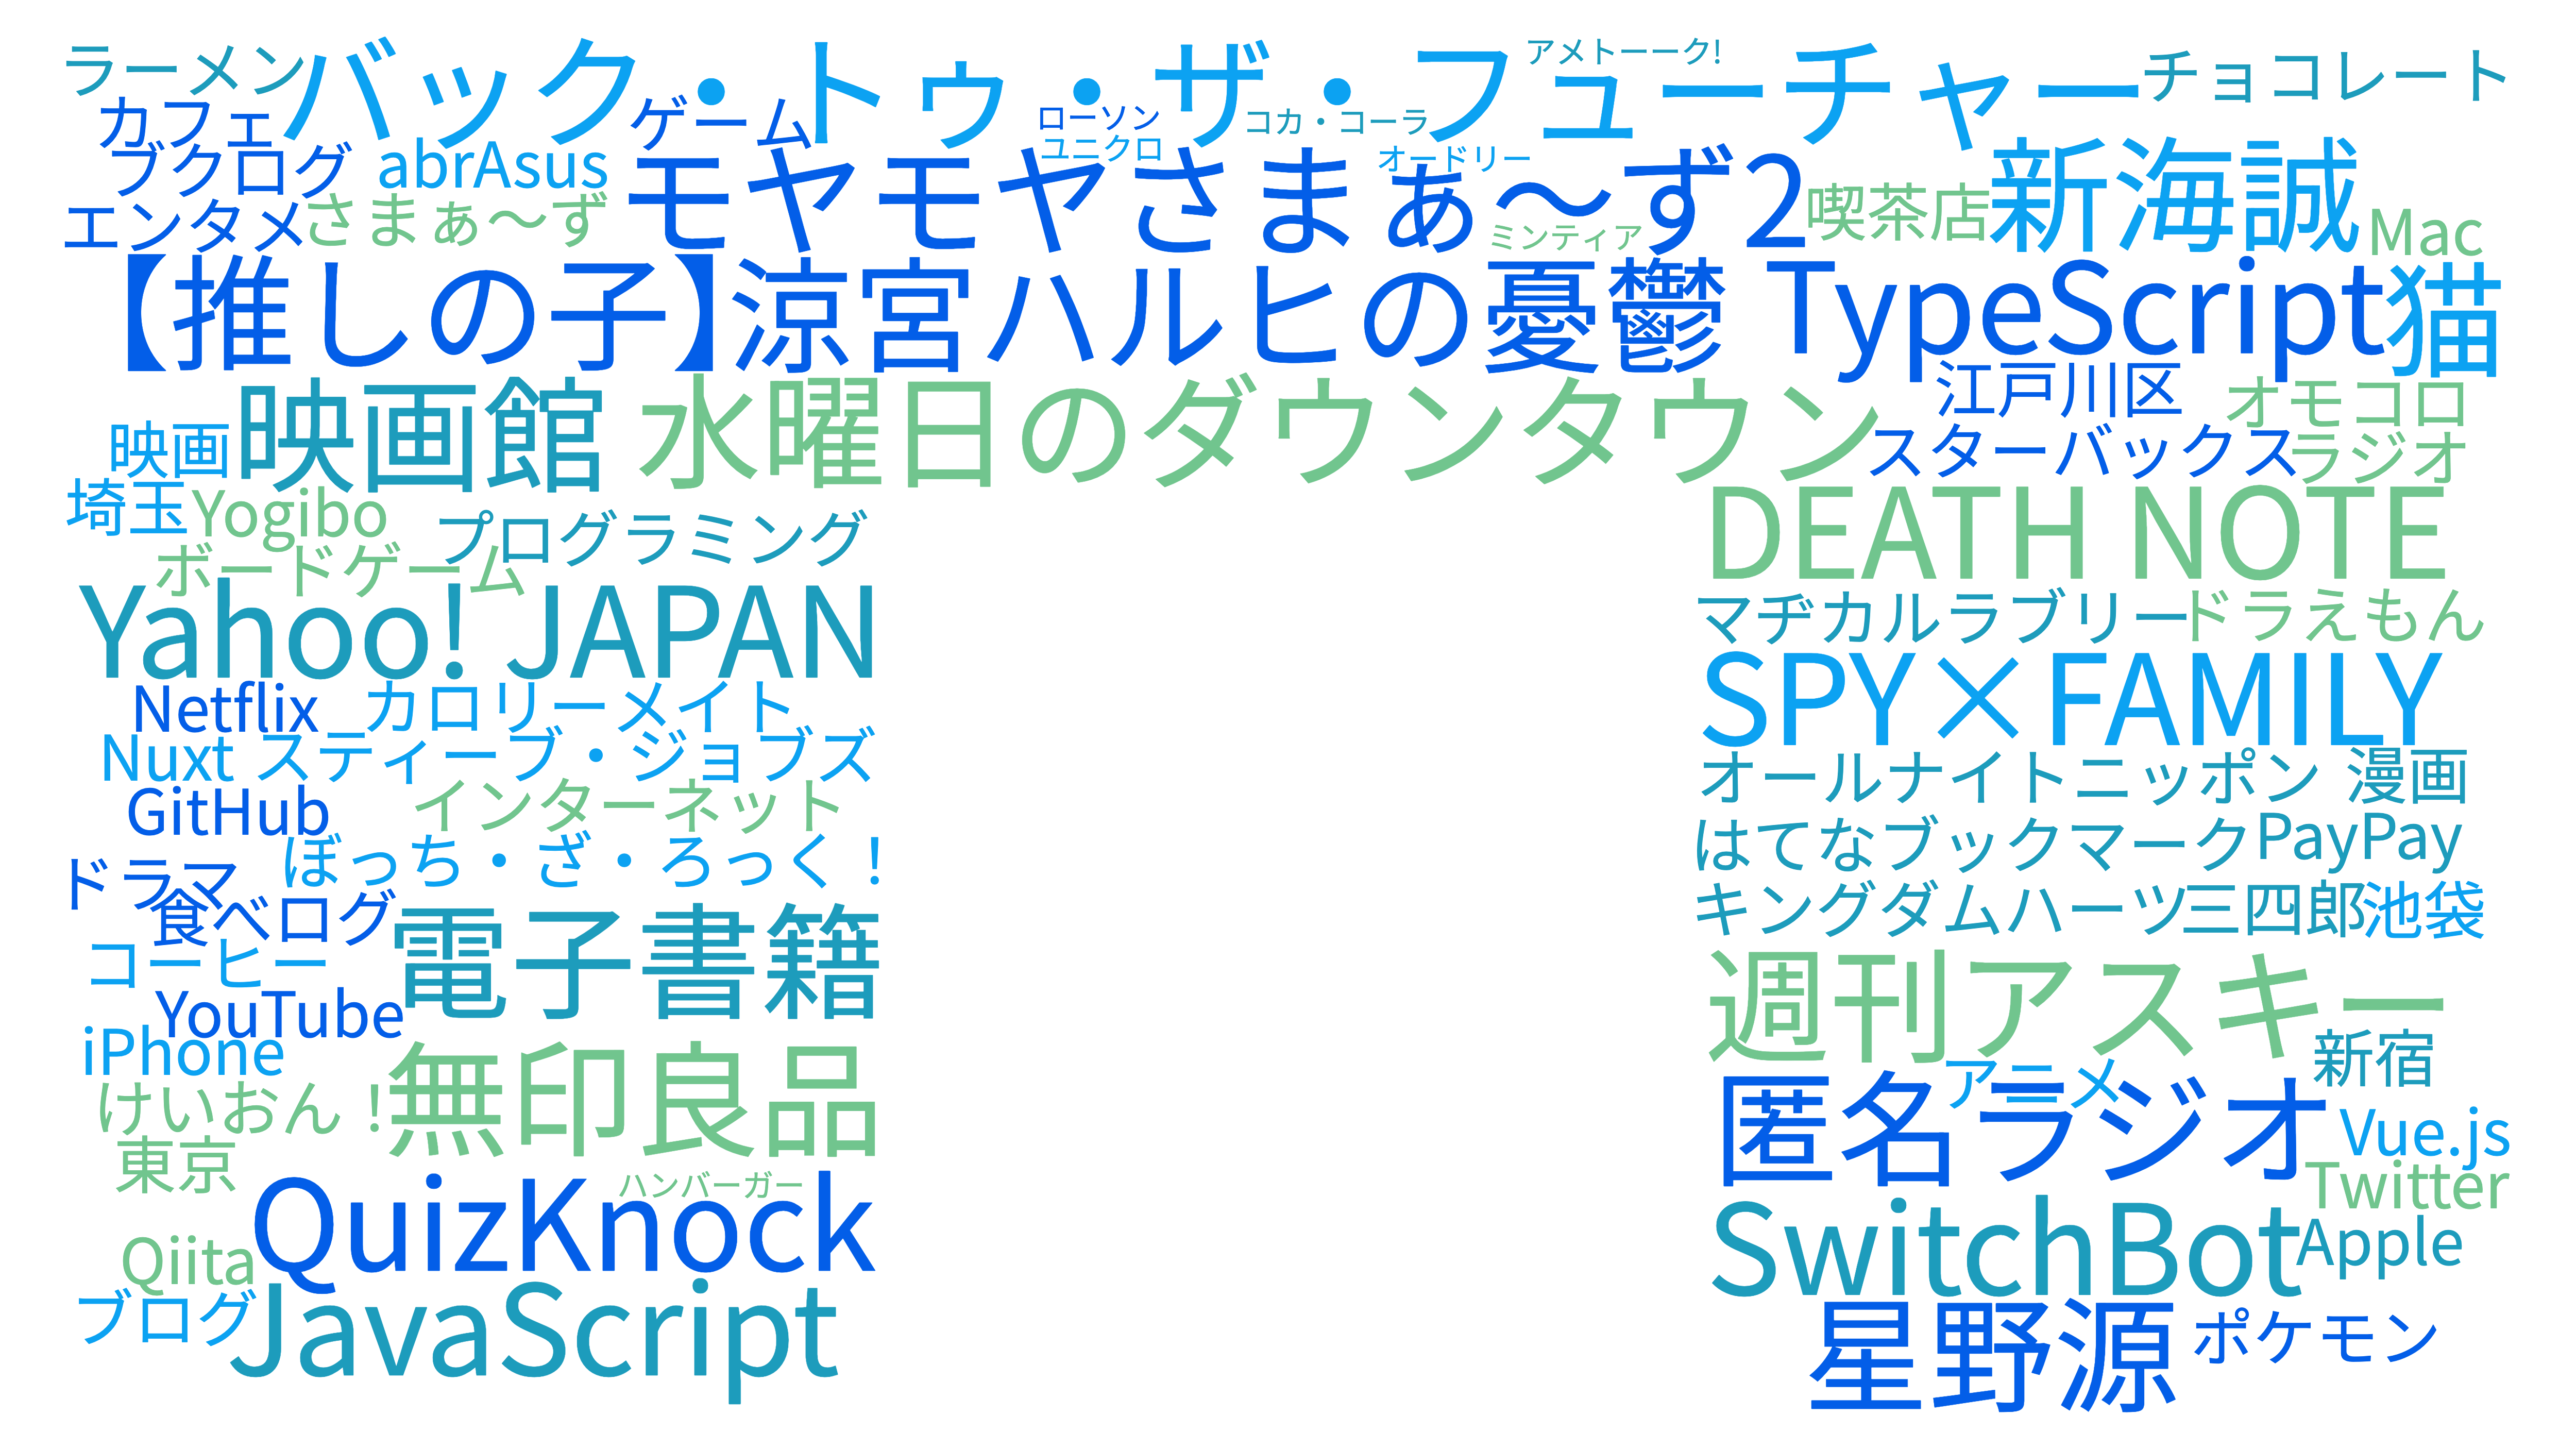 ラーメン
バック・トゥ・ザ・フューチャー
アメトーーク!
チョコレート
カフェ
ゲーム
ローソン
コカ・コーラ
ブクログ
abrAsus
ユニクロ
オードリー
新海誠
エンタメ
さまぁ～ず
モヤモヤさまぁ～ず2
ミンティア
喫茶店
Mac
【推しの子】
涼宮ハルヒの憂鬱
TypeScript
猫
映画
映画館
水曜日のダウンタウン
江戸川区
オモコロ
スターバックス
ラジオ
埼玉
Yogibo
プログラミング
DEATH NOTE
ボードゲーム
Yahoo! JAPAN
マヂカルラブリー
ドラえもん
Netflix
カロリーメイト
SPY×FAMILY
Nuxt
スティーブ・ジョブズ
GitHub
インターネット
オールナイトニッポン
漫画
ぼっち・ざ・ろっく！
はてなブックマーク
PayPay
ドラマ
食べログ
電子書籍
キングダムハーツ
三四郎
池袋
コーヒー
YouTube
週刊アスキー
iPhone
無印良品
新宿
けいおん！
アニメ
匿名ラジオ
Vue.js
東京
Twitter
QuizKnock
ハンバーガー
SwitchBot
Apple
Qiita
ブログ
JavaScript
星野源
ポケモン